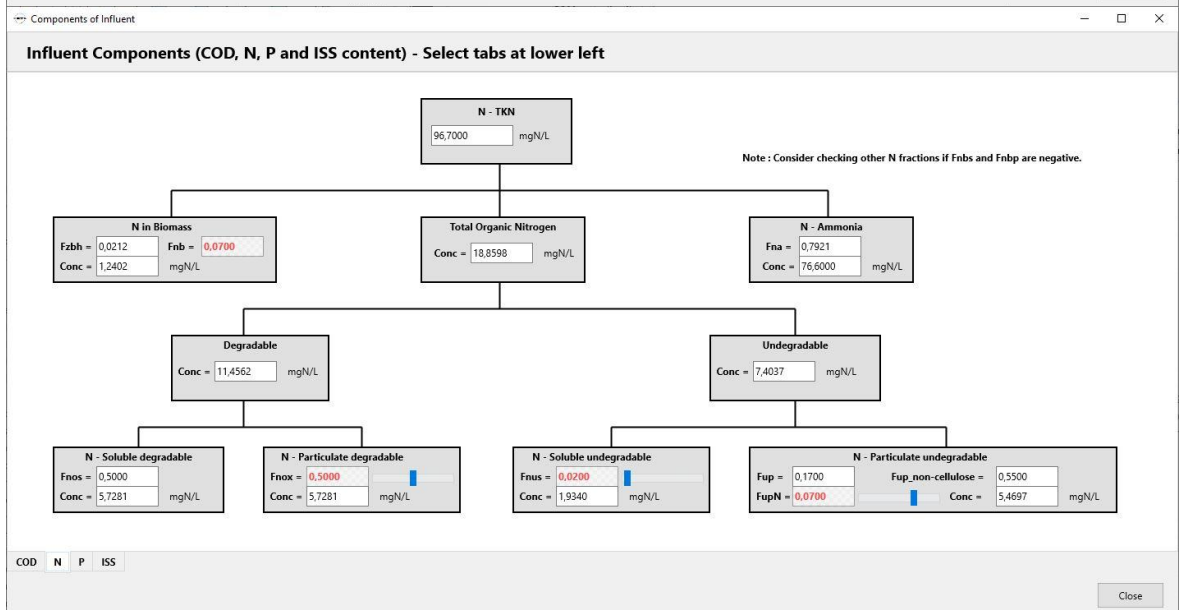 Components of Influent
Influent Components (COD, N, P and ISS content) - Select tabs at lower left
N - TKN
96,7000 mgN/L
Note : Consider checking other N fractions if Fnbs and Fnbp are negative.
N in Biomass
Fzbh = 0,0212 Fnb = 0,0700
Conc = 1,2402 mgN/L
Total Organic Nitrogen
Conc = 18,8598 mgN/L
N - Ammonia
Fna = 0,7921
Conc = 76,6000 mgN/L
Degradable
Conc = 11,4562 mgN/L
Undegradable
Conc = 7,4037 mgN/L
N - Soluble degradable
Fnos = 0,5000
Conc = 5,7281 mgN/L
N - Particulate degradable
Fnox = 0,5000
Conc = 5,7281 mgN/L
N - Soluble undegradable
Fnus = 0,0200
Conc = 1,9340 mgN/L
N - Particulate undegradable
Fup = 0,1700 Fup_non-cellulose = 0,5500
FupN = 0,0700 Conc = 5,4697 mgN/L
COD N P ISS
Close